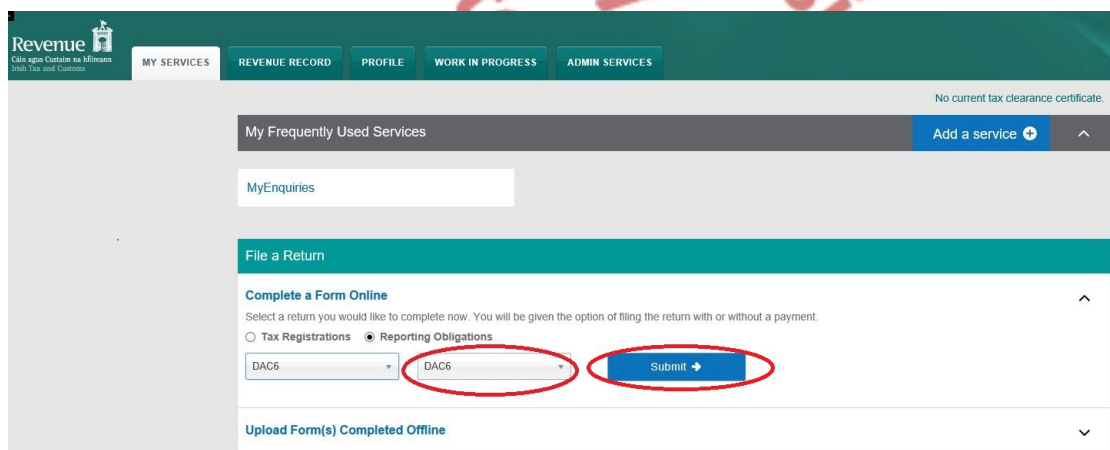 Revenue
Cáin agus Custaim na hÉireann
Irish Tax and Customs
MY SERVICES
REVENUE RECORD
PROFILE
WORK IN PROGRESS
ADMIN SERVICES
No current tax clearance certificate.
My Frequently Used Services
Add a service
MyEnquiries
File a Return
Complete a Form Online
Select a return you would like to complete now. You will be given the option of filing the return with or without a payment.
Tax Registrations
Reporting Obligations
DAC6
DAC6
Submit
Upload Form(s) Completed Offline